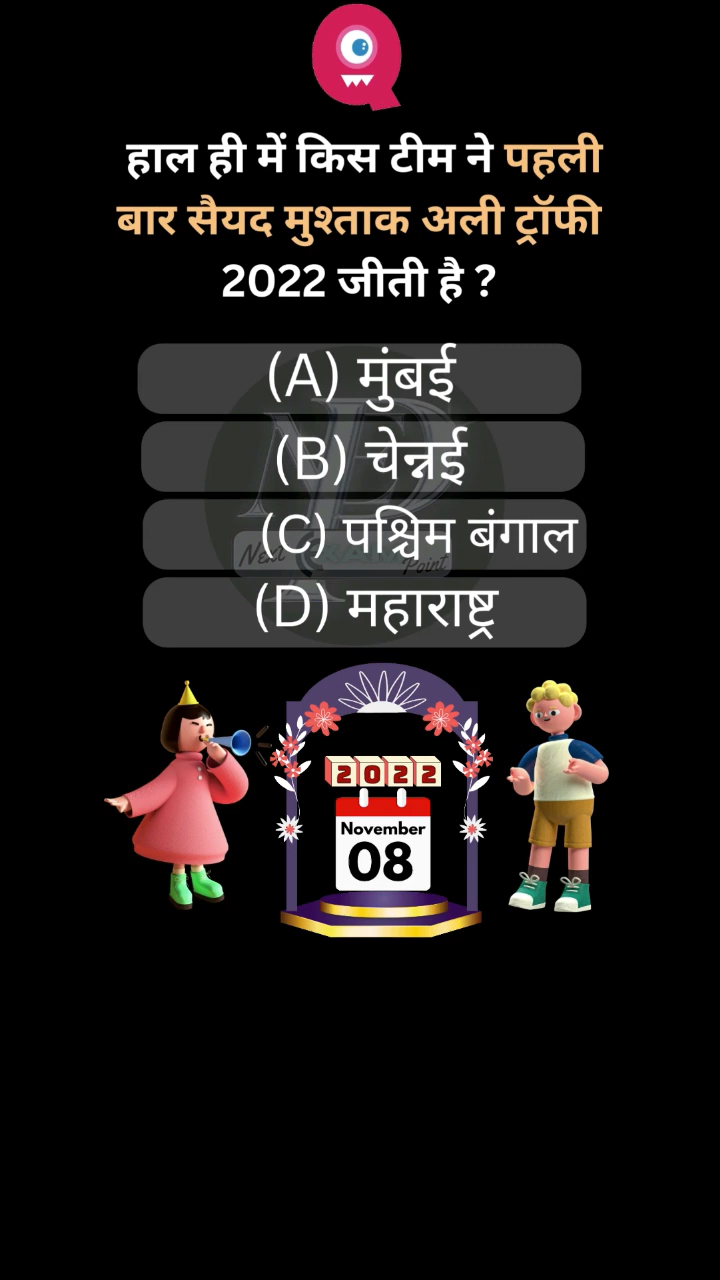 हाल ही में किस टीम ने पहली
बार सैयद मुश्ताक अली ट्रॉफी
2022 जीती है ?
(A) मुंबई
(B) चेन्नई
(C) पश्चिम बंगाल
(D) महाराष्ट्र
2022
November
08